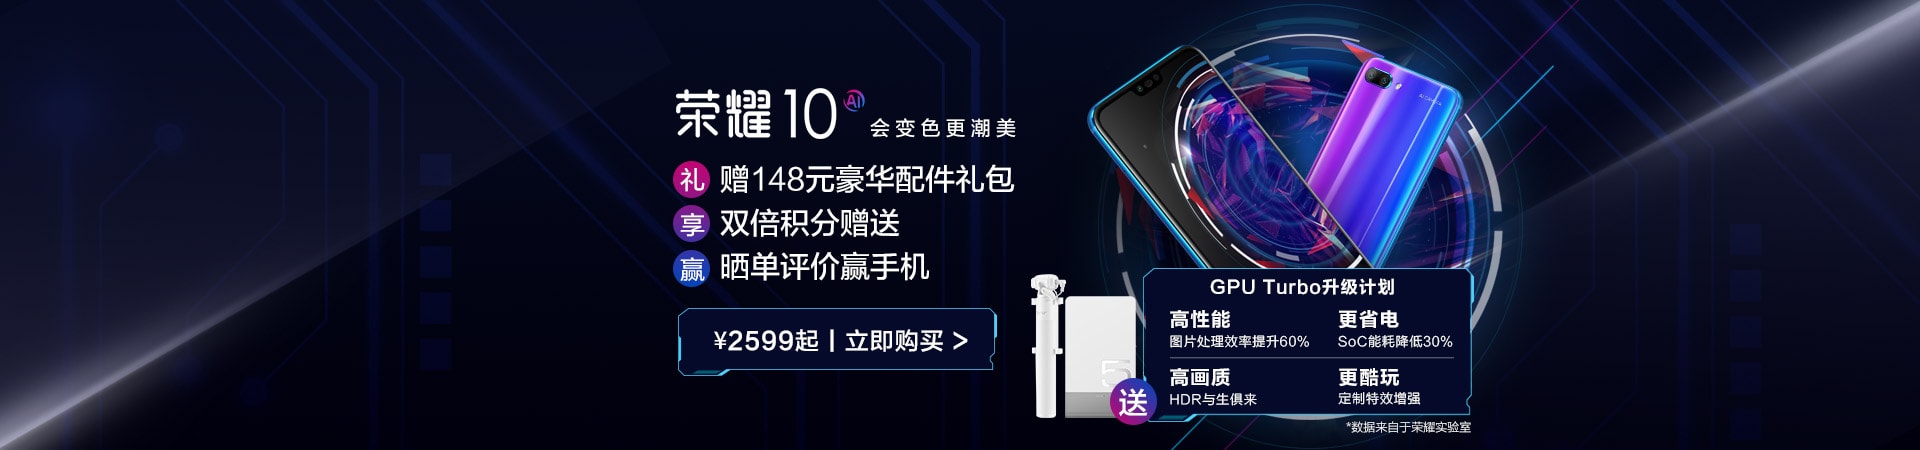 荣耀10 AI 会变色更潮美
礼 赠148元豪华配件礼包
享 双倍积分赠送
赢 晒单评价赢手机
¥2599起 | 立即购买 >
AI CAMERA
5
送
GPU Turbo升级计划
高性能
图片处理效率提升60%
更省电
SoC能耗降低30%
高画质
HDR与生俱来
更酷玩
定制特效增强
*数据来自于荣耀实验室